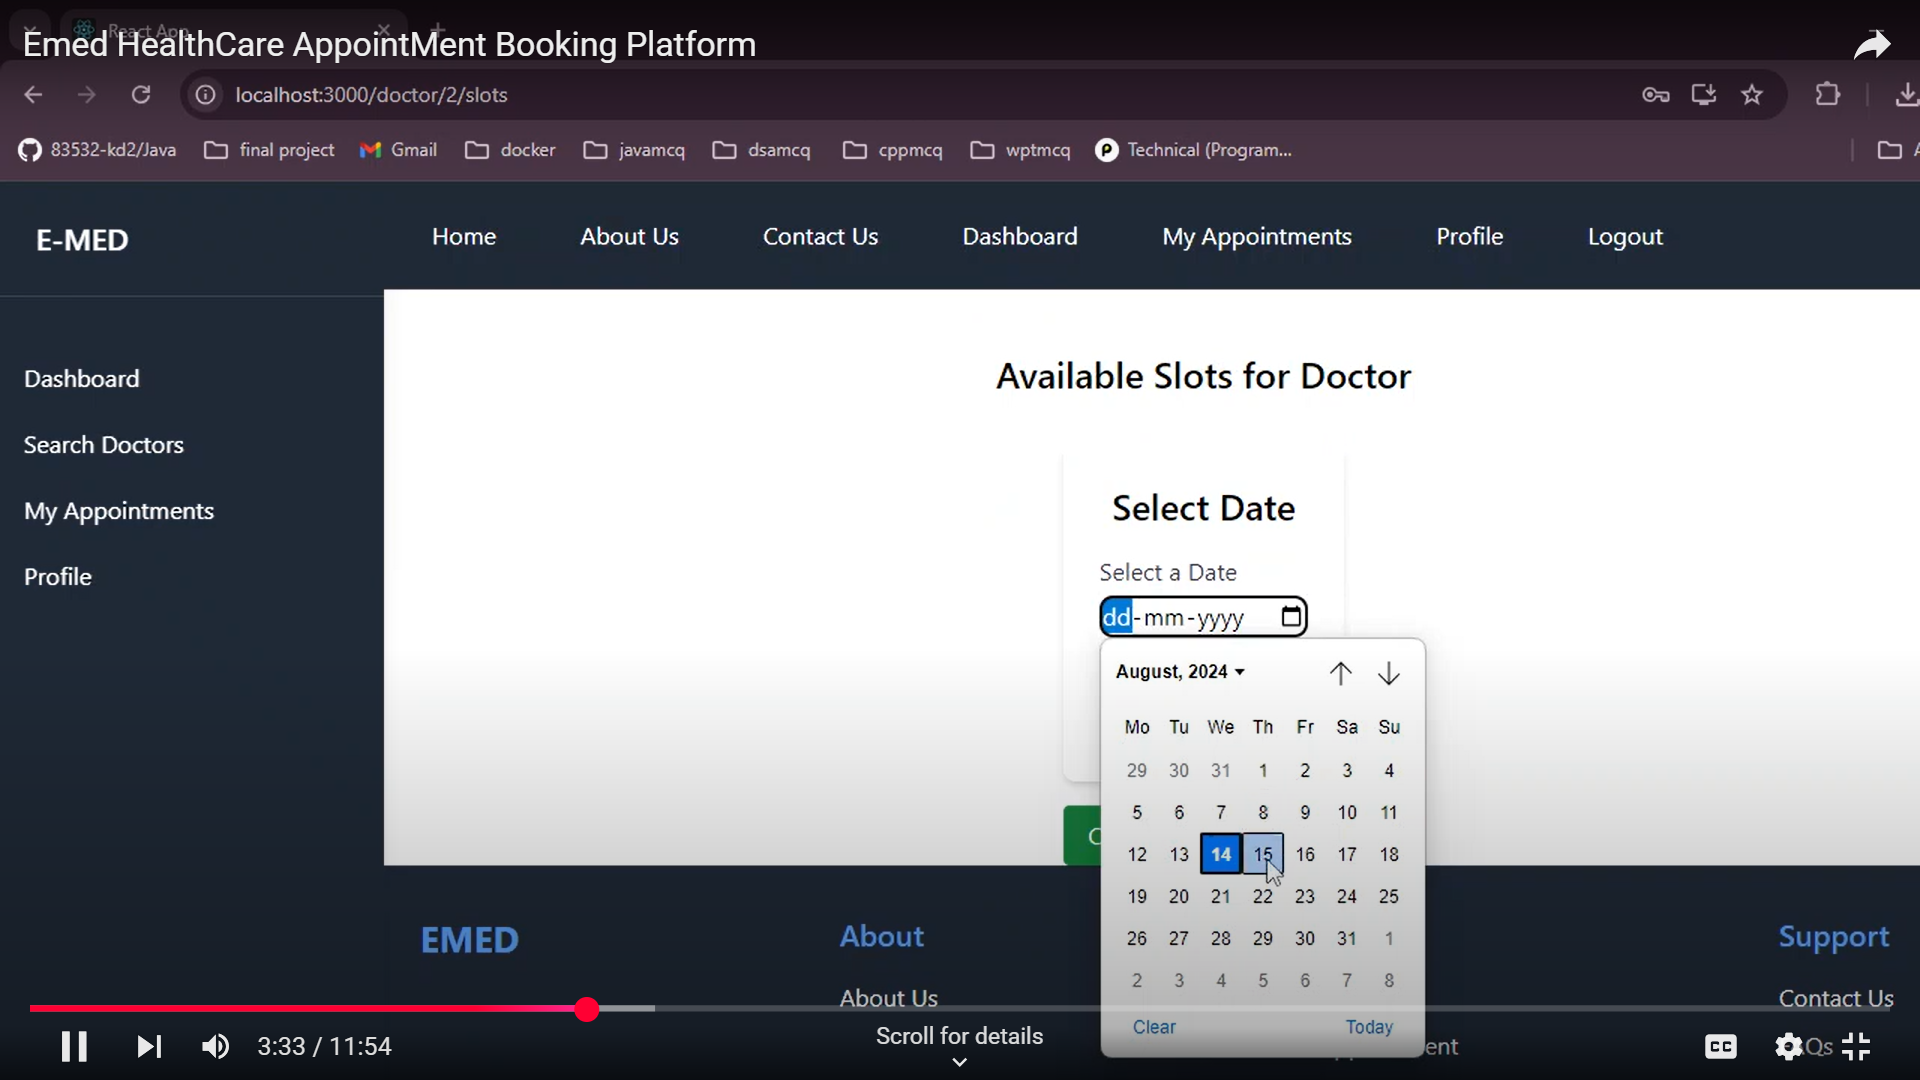 React App
Emed HealthCare AppointMent Booking Platform
localhost:3000/doctor/2/slots
83532-kd2/Java final project Gmail docker javamcq dsamcq cppmcq wptmcq Technical (Program...
E-MED Home About Us Contact Us Dashboard My Appointments Profile Logout
Available Slots for Doctor
Dashboard
Search Doctors
My Appointments
Profile
Select Date
Select a Date
dd-mm-yyyy
August, 2024
Mo Tu We Th Fr Sa Su
29 30 31 1 2 3 4
5 6 7 8 9 10 11
12 13 14 15 16 17 18
19 20 21 22 23 24 25
26 27 28 29 30 31 1
2 3 4 5 6 7 8
Clear Today
EMED About Support
About Us Contact Us
3:33 / 11:54
Scroll for details
CC